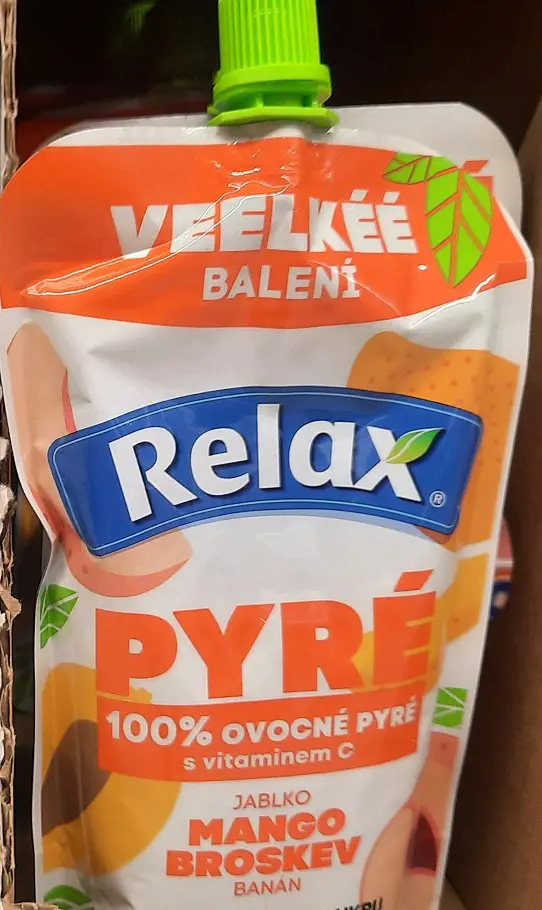 VEELKÉÉ
BALENÍ
Relax
®
PYRÉ
100% OVOCNÉ PYRÉ
s vitaminem C
JABLKO
MANGO
BROSKEV
BANÁN